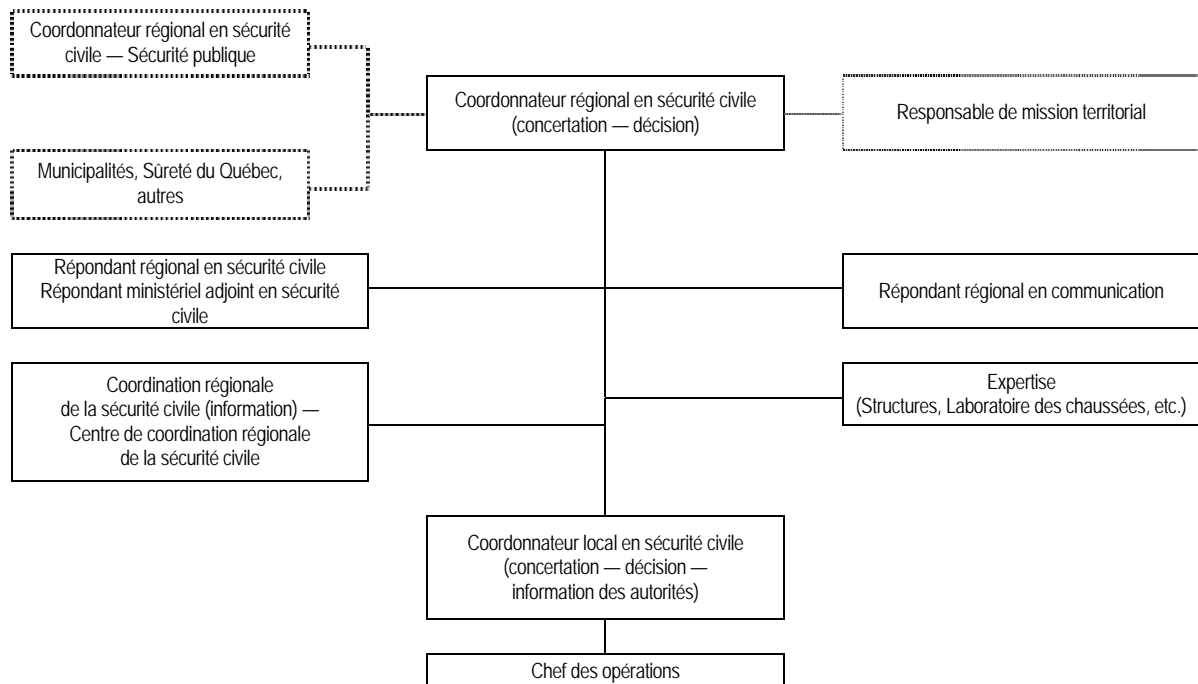 Coordonnateur régional en sécurité
civile — Sécurité publique
Coordonnateur régional en sécurité civile
(concertation — décision)
Responsable de mission territorial
Municipalités, Sûreté du Québec,
autres
Répondant régional en sécurité civile
Répondant ministériel adjoint en sécurité
civile
Répondant régional en communication
Coordination régionale
de la sécurité civile (information) —
Centre de coordination régionale
de la sécurité civile
Expertise
(Structures, Laboratoire des chaussées, etc.)
Coordonnateur local en sécurité civile
(concertation — décision —
information des autorités)
Chef des opérations